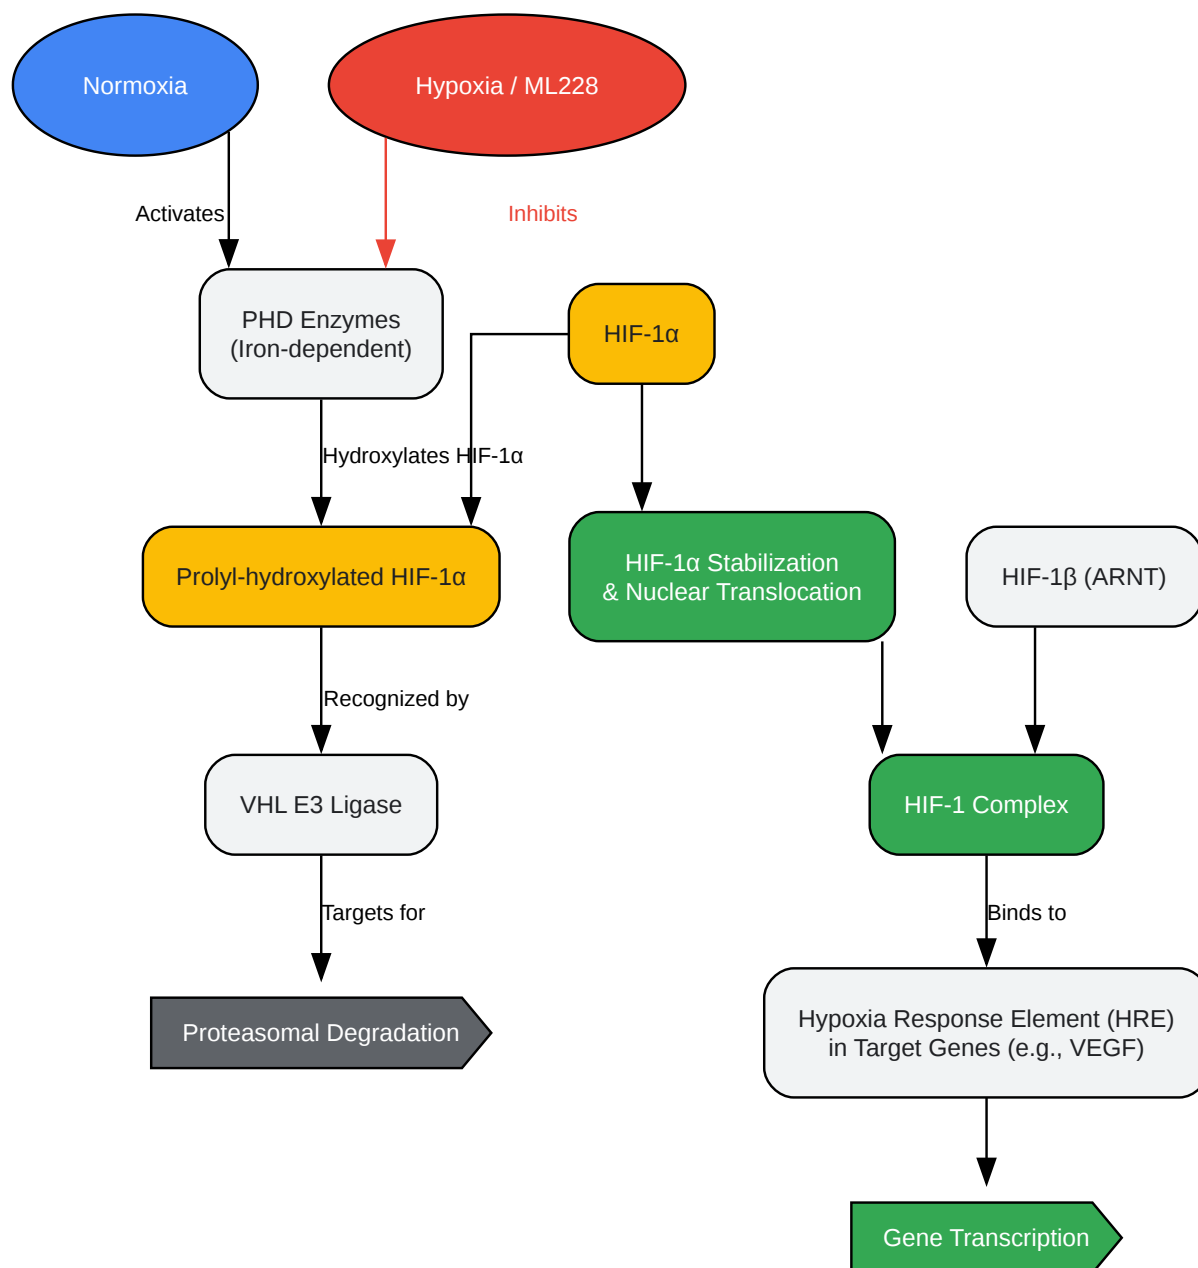 Normoxia
Hypoxia / ML228
Activates
Inhibits
PHD Enzymes
(Iron-dependent)
HIF-1α
Hydroxylates HIF-1α
Prolyl-hydroxylated HIF-1α
HIF-1α Stabilization
& Nuclear Translocation
HIF-1β (ARNT)
Recognized by
VHL E3 Ligase
HIF-1 Complex
Targets for
Binds to
Proteasomal Degradation
Hypoxia Response Element (HRE)
in Target Genes (e.g., VEGF)
Gene Transcription